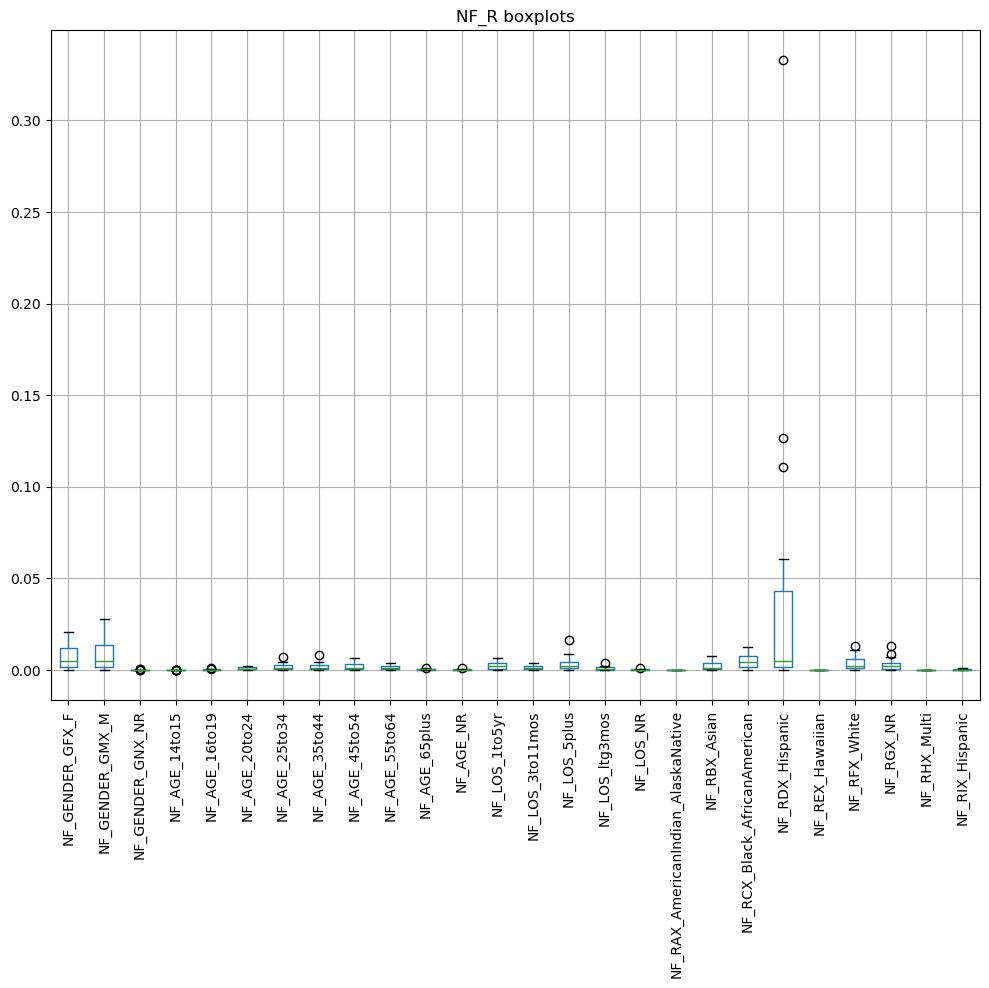 NF_R boxplots
0.30
0.25
0.20
0.15
0.10
0.05
0.00
NF_GENDER_GFX_F
NF_GENDER_GMX_M
NF_GENDER_GNX_NR
NF_AGE_14to15
NF_AGE_16to19
NF_AGE_20to24
NF_AGE_25to34
NF_AGE_35to44
NF_AGE_45to54
NF_AGE_55to64
NF_AGE_65plus
NF_AGE_NR
NF_LOS_1to5yr
NF_LOS_3to11mos
NF_LOS_5plus
NF_LOS_ltg3mos
NF_LOS_NR
NF_RAX_AmericanIndian_AlaskaNative
NF_RBX_Asian
NF_RCX_Black_AfricanAmerican
NF_RDX_Hispanic
NF_REX_Hawaiian
NF_RFX_White
NF_RGX_NR
NF_RHX_Multi
NF_RIX_Hispanic